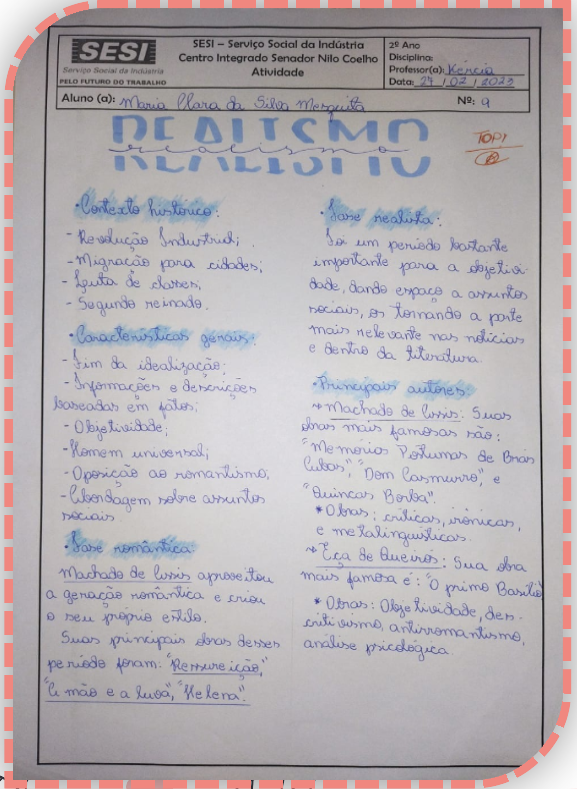 SESI
Serviço Social da Indústria
PELO FUTURO DO TRABALHO
SESI – Serviço Social da Indústria
Centro Integrado Senador Nilo Coelho
Atividade
2º Ano
Disciplina:
Professor(a): Kercia
Data: 27 / 02 / 2023
Aluno (a): Maria Clara da Silva Mesquita
Nº: 9
REALISMO
realismo
TOP!
• Contexto histórico:
- Revolução Industrial;
- Migração para cidades;
- Luta de classes;
- Segundo reinado.
• Características gerais:
- Fim da idealização;
- Informações e descrições
baseadas em fatos;
- Objetividade;
- Homem universal;
- Oposição ao romantismo;
- Abordagem sobre assuntos
sociais.
• Fase romântica:
Machado de Assis aproveitou
a geração romântica e criou
o seu próprio estilo.
Suas principais obras desses
período foram: "Ressureição",
"A mão e a luva", "Helena".
• Fase realista:
Foi um período bastante
importante para a objetivi-
dade, dando espaço a assuntos
sociais, os tornando a parte
mais relevante nas notícias
e dentro da literatura.
• Principais autores:
* Machado de Assis: Suas
obras mais famosas são:
"Memórias Póstumas de Brás
Cubas", "Dom Casmurro", e
"Quincas Borba".
* Obras: críticas, irônicas,
e metalinguísticas.
* Eça de Queirós: Sua obra
mais famosa é: "O primo Basílio"
* Obras: Objetividade, des-
critivismo, antirromantismo,
análise psicológica.